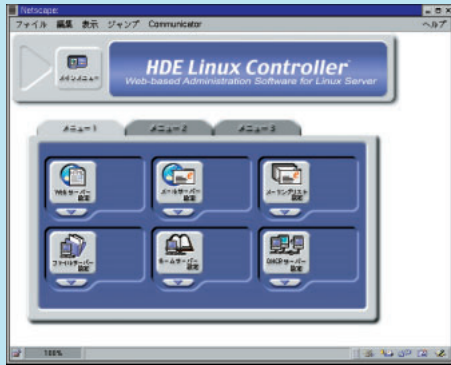 Netscape:
ファイル 編集 表示 ジャンプ Communicator ヘルプ
メインメニュー
HDE Linux Controller
Web-based Administration Software for Linux Server
メニュー1 メニュー2 メニュー3
Webサーバー設定
メールサーバー設定
メーリングリスト設定
ファイルサーバー設定
ネームサーバー設定
DHCPサーバー設定
100%